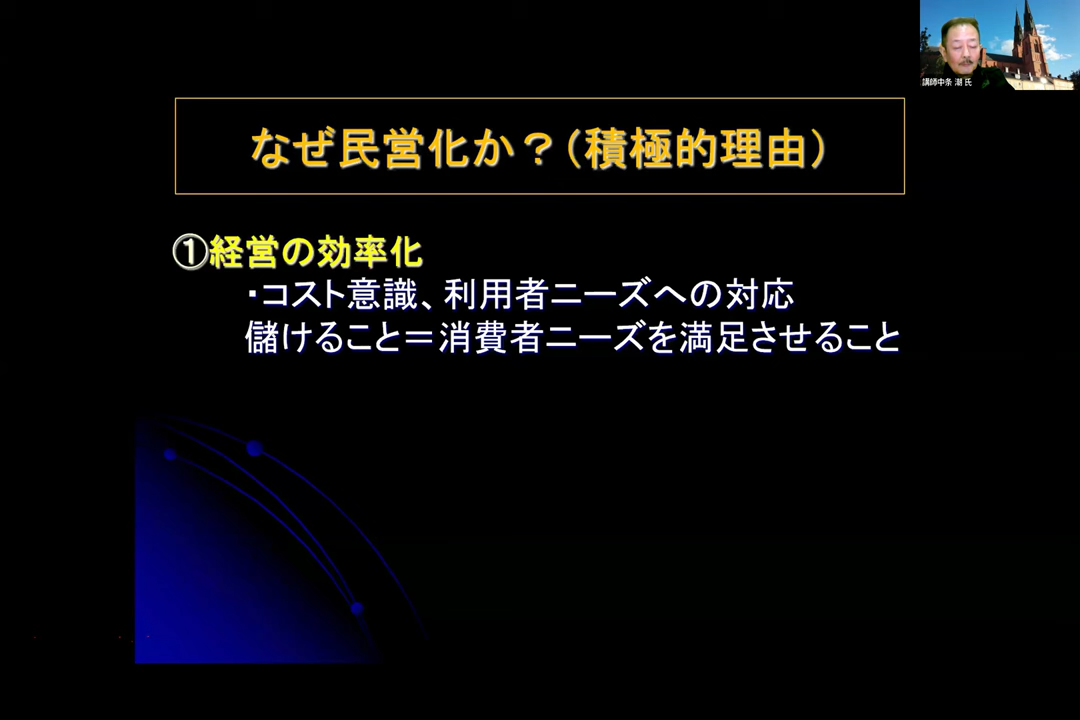 講師中条 潮 氏
なぜ民営化か？（積極的理由）
①経営の効率化
・コスト意識、利用者ニーズへの対応
儲けること＝消費者ニーズを満足させること